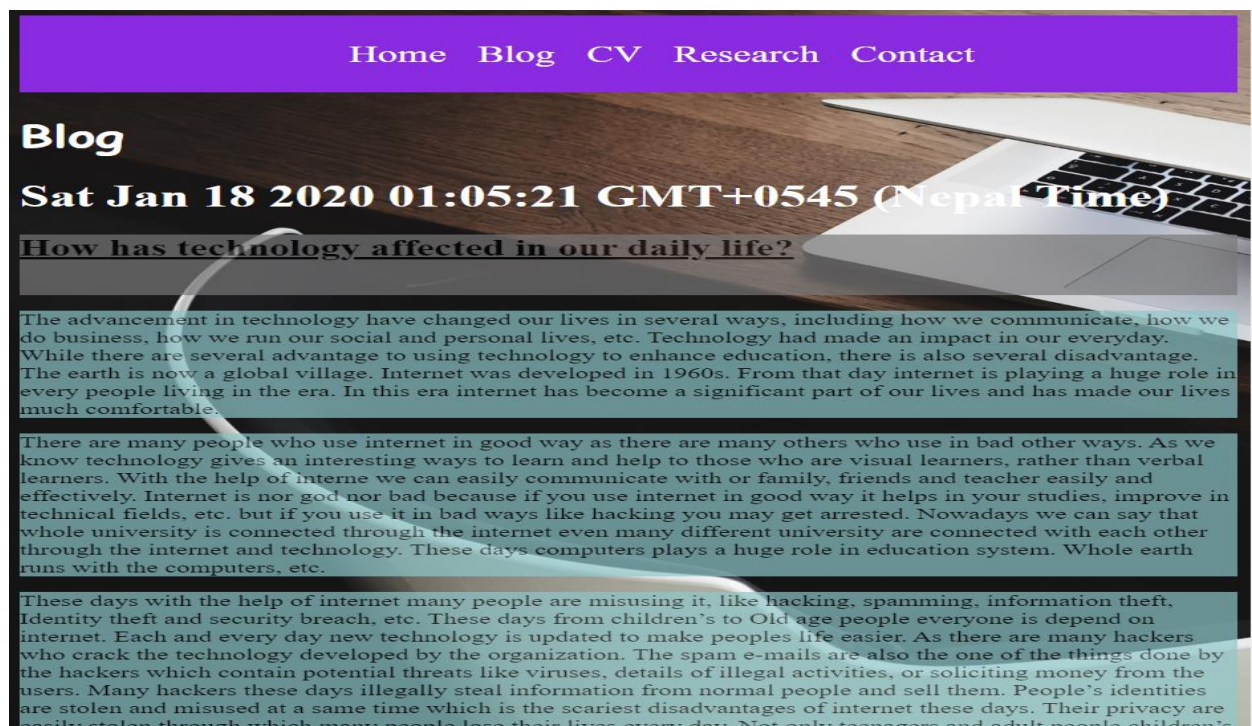 Home Blog CV Research Contact
Blog
Sat Jan 18 2020 01:05:21 GMT+0545 (Nepal Time)
How has technology affected in our daily life?
The advancement in technology have changed our lives in several ways, including how we communicate, how we
do business, how we run our social and personal lives, etc. Technology had made an impact in our everyday.
While there are several advantage to using technology to enhance education, there is also several disadvantage.
The earth is now a global village. Internet was developed in 1960s. From that day internet is playing a huge role in
every people living in the era. In this era internet has become a significant part of our lives and has made our lives
much comfortable.
There are many people who use internet in good way as there are many others who use in bad other ways. As we
know technology gives an interesting ways to learn and help to those who are visual learners, rather than verbal
learners. With the help of interne we can easily communicate with or family, friends and teacher easily and
effectively. Internet is nor god nor bad because if you use internet in good way it helps in your studies, improve in
technical fields, etc. but if you use it in bad ways like hacking you may get arrested. Nowadays we can say that
whole university is connected through the internet even many different university are connected with each other
through the internet and technology. These days computers plays a huge role in education system. Whole earth
runs with the computers, etc.
These days with the help of internet many people are misusing it, like hacking, spamming, information theft,
Identity theft and security breach, etc. These days from children's to Old age people everyone is depend on
internet. Each and every day new technology is updated to make peoples life easier. As there are many hackers
who crack the technology developed by the organization. The spam e-mails are also the one of the things done by
the hackers which contain potential threats like viruses, details of illegal activities, or soliciting money from the
users. Many hackers these days illegally steal information from normal people and sell them. People's identities
are stolen and misused at a same time which is the scariest disadvantages of internet these days. Their privacy are
easily stolen through which many people lose their lives every day. Not only teenagers and adult people